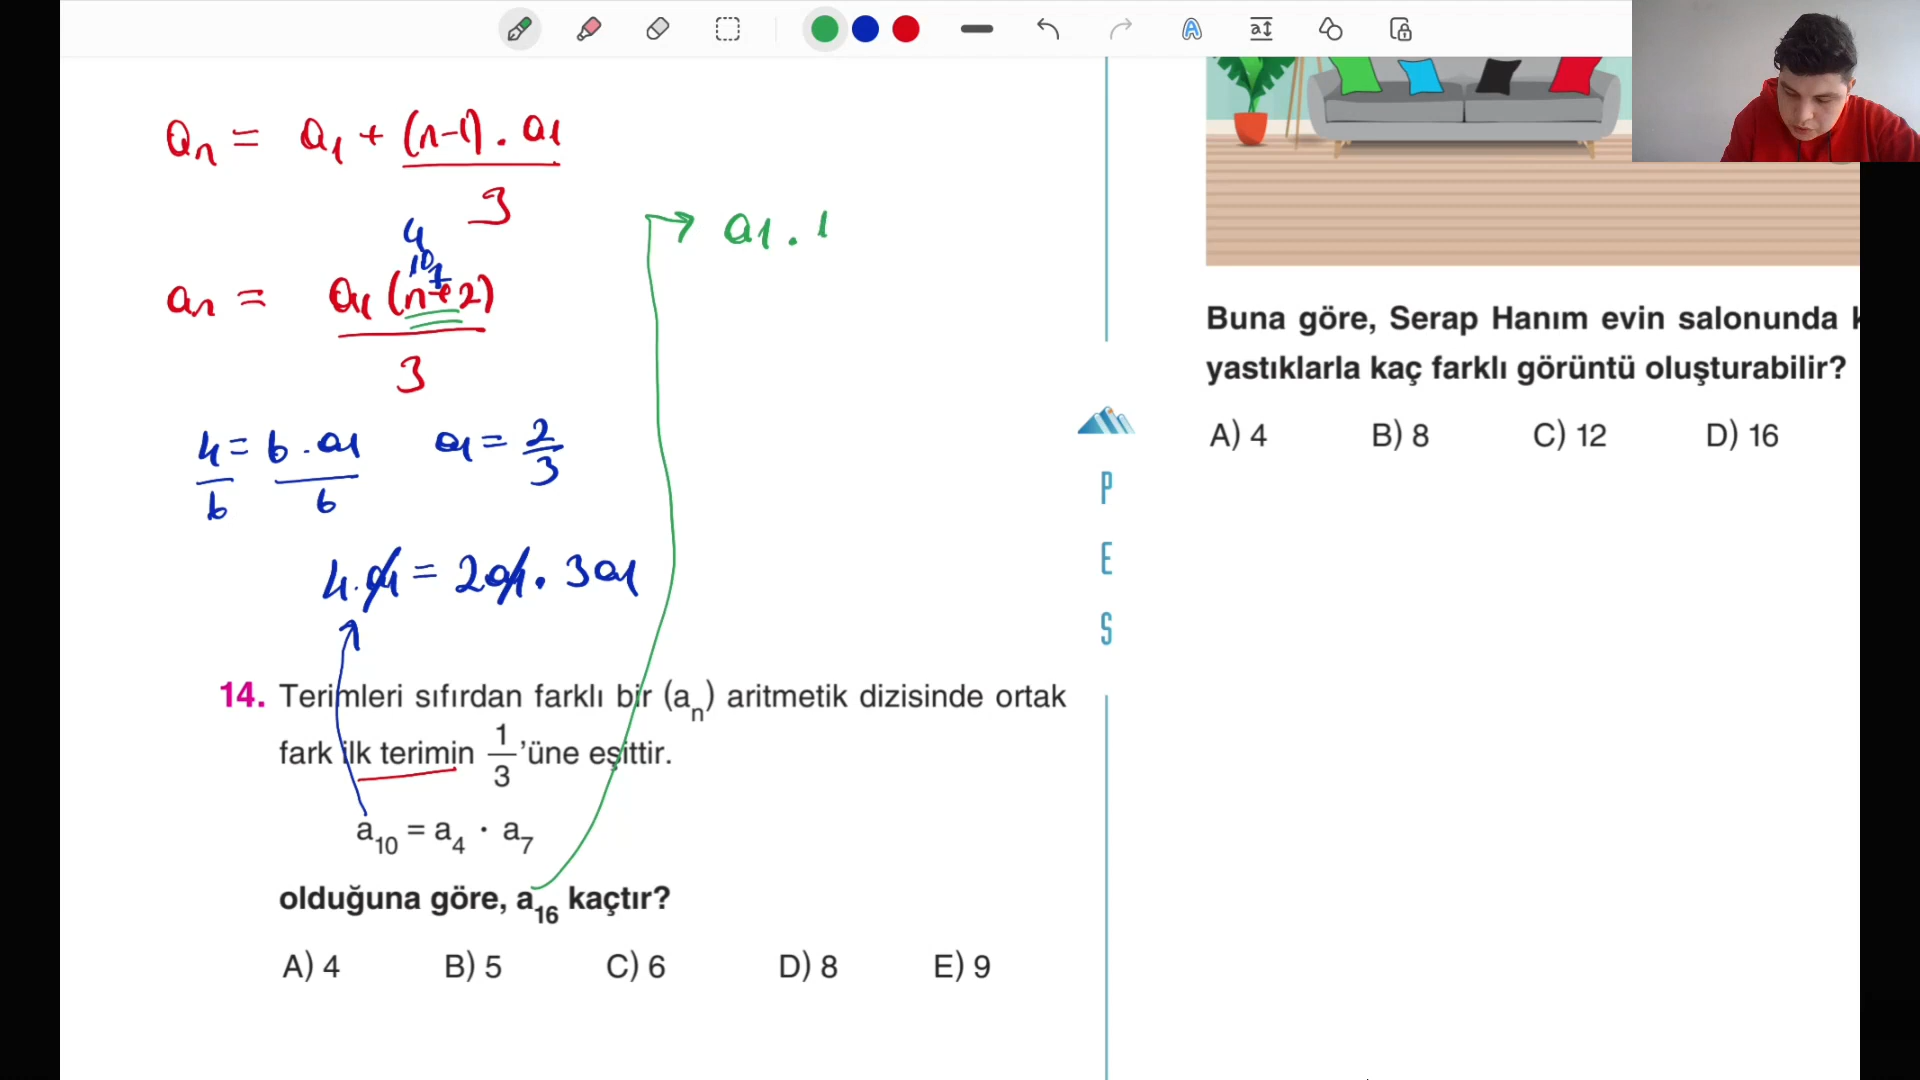 an = a1 + (n-1) . a1
3
4
10 7
an = a1 (n+2)
3
a1 . 1
4 = 6 . a1
6 6
a1 = 2
3
4.a1 = 2a1 . 3a1
14. Terimleri sıfırdan farklı bir (an) aritmetik dizisinde ortak
fark ilk terimin 1/3 'üne eşittir.
a10 = a4 · a7
olduğuna göre, a16 kaçtır?
A) 4 B) 5 C) 6 D) 8 E) 9
P
E
S
Buna göre, Serap Hanım evin salonunda
yastıklarla kaç farklı görüntü oluşturabilir?
A) 4 B) 8 C) 12 D) 16